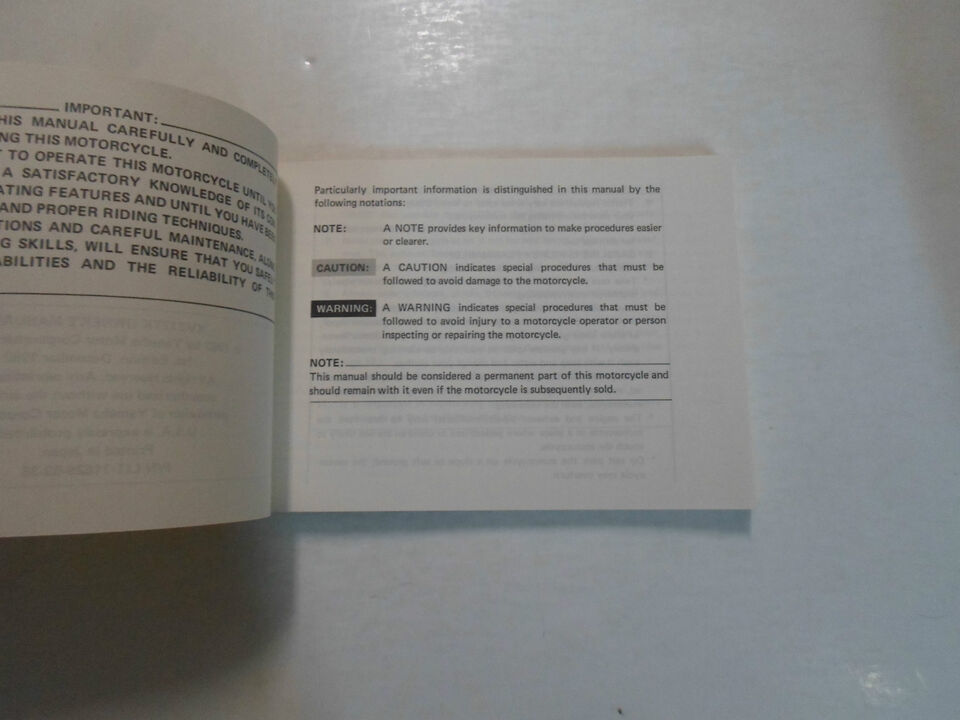 IMPORTANT:
HIS MANUAL CAREFULLY AND COMPLETELY
NG THIS MOTORCYCLE.
T TO OPERATE THIS MOTORCYCLE UNTIL
A SATISFACTORY KNOWLEDGE OF ITS
ATING FEATURES AND UNTIL YOU HAVE BEEN
AND PROPER RIDING TECHNIQUES.
TIONS AND CAREFUL MAINTENANCE,
G SKILLS, WILL ENSURE THAT YOU
ABILITIES AND THE RELIABILITY OF
Particularly important information is distinguished in this manual by the
following notations:
NOTE: A NOTE provides key information to make procedures easier
or clearer.
CAUTION: A CAUTION indicates special procedures that must be
followed to avoid damage to the motorcycle.
WARNING: A WARNING indicates special procedures that must be
followed to avoid injury to a motorcycle operator or person
inspecting or repairing the motorcycle.
NOTE:
This manual should be considered a permanent part of this motorcycle and
should remain with it even if the motorcycle is subsequently sold.